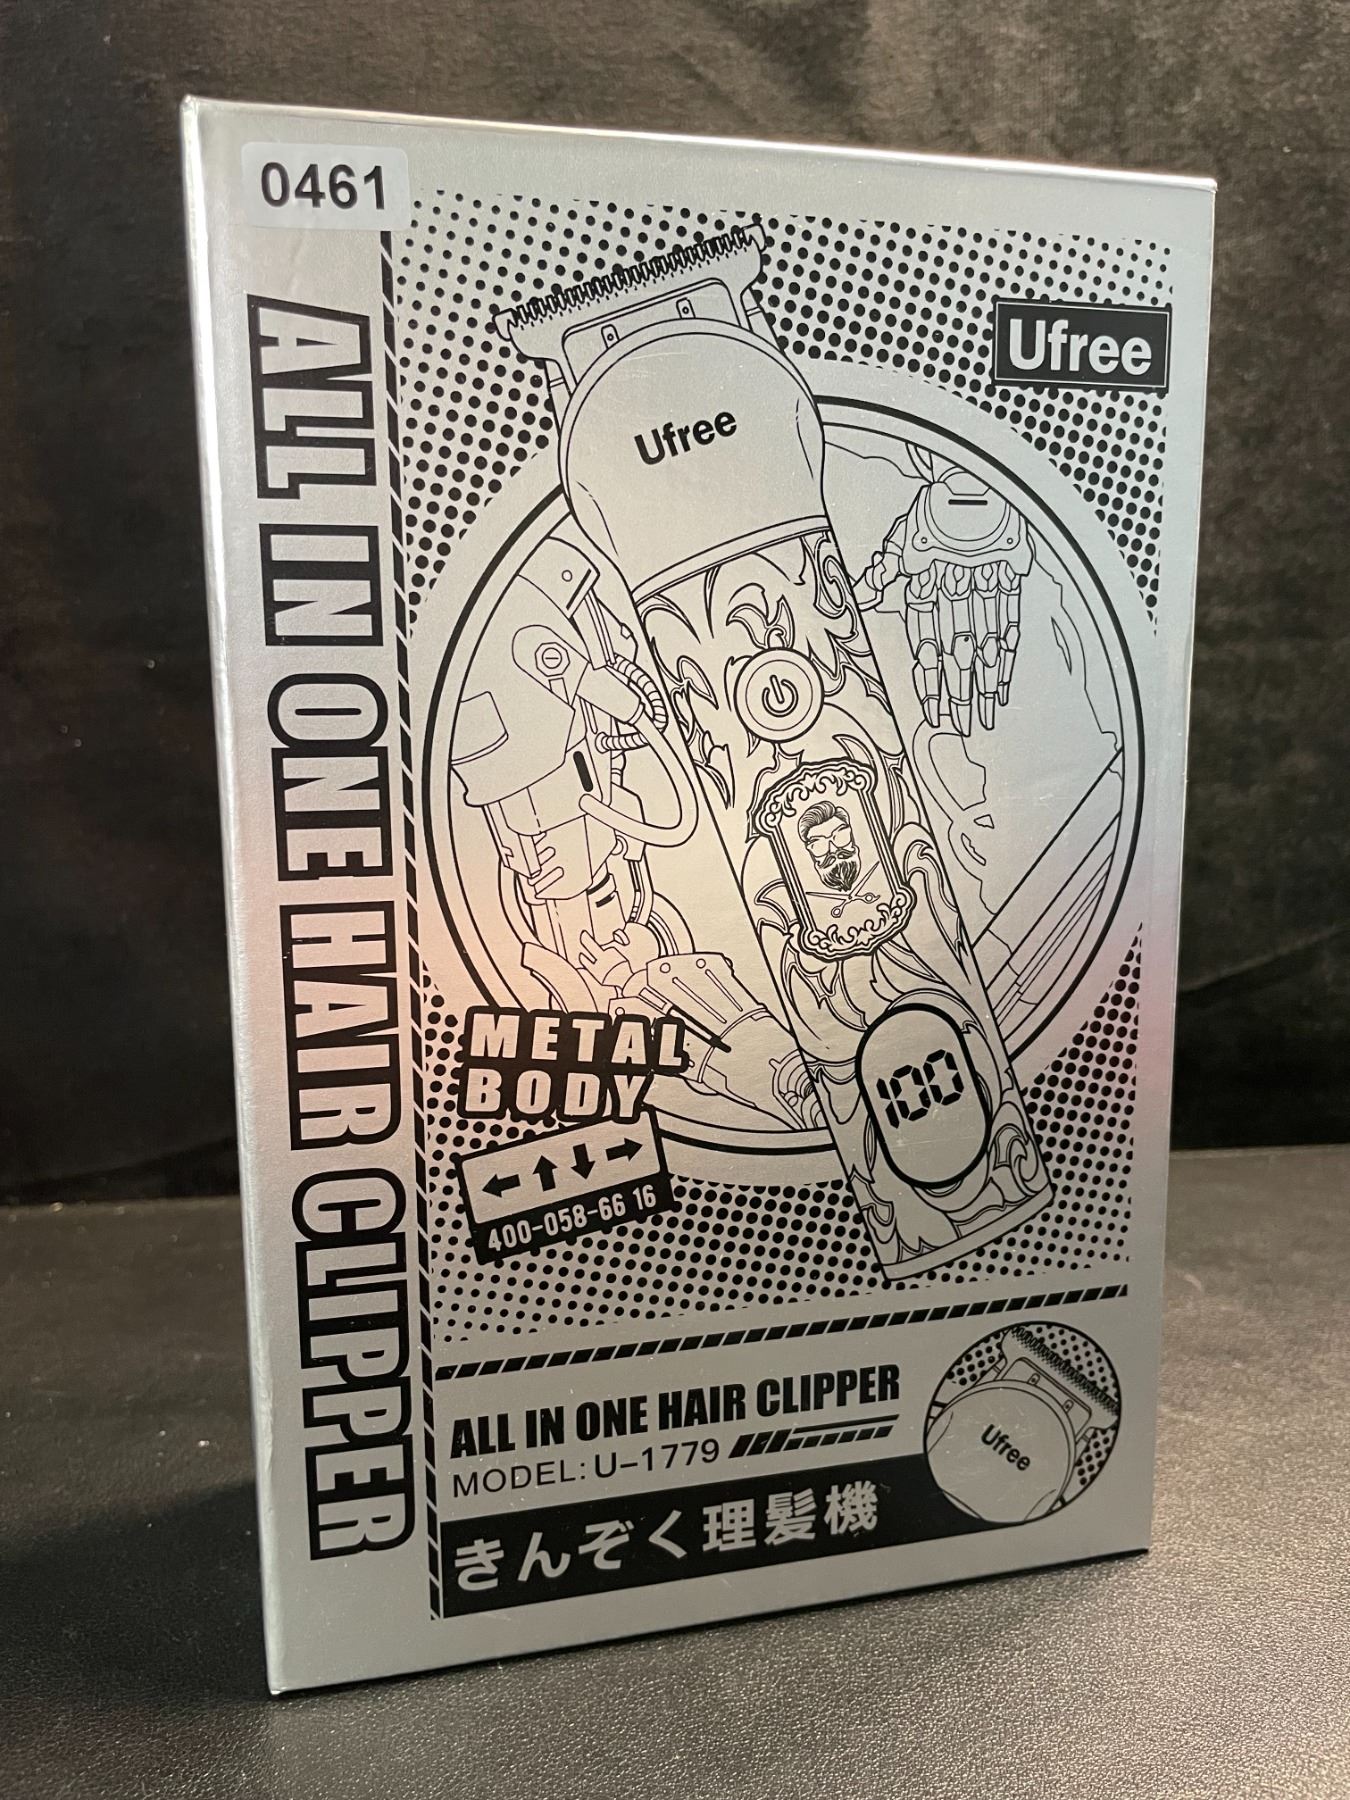 0461
ALL IN ONE HAIR CLIPPER
Ufree
Ufree
100
METAL
BODY
←↑↓→
400-058-66 16
ALL IN ONE HAIR CLIPPER
MODEL: U-1779
Ufree
きんぞく理髪機